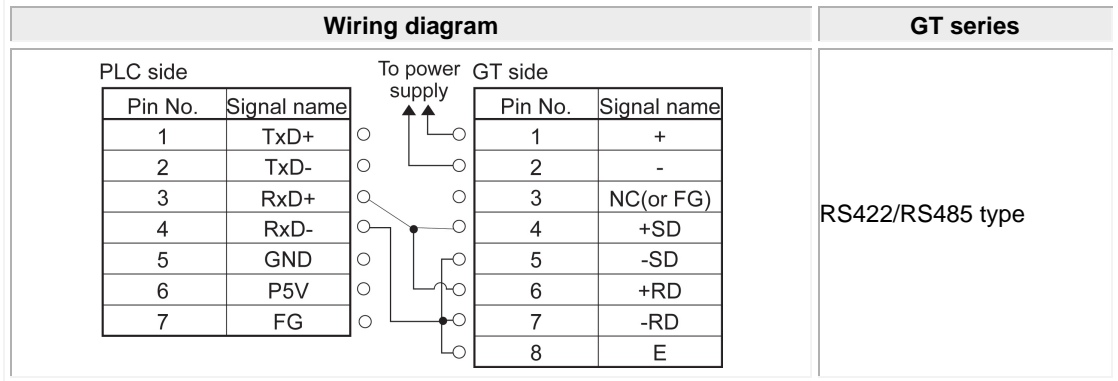 Wiring diagram GT series
PLC side To power supply GT side
Pin No. Signal name Pin No. Signal name
1 TxD+ 1 +
2 TxD- 2 -
3 RxD+ 3 NC(or FG)
4 RxD- 4 +SD
5 GND 5 -SD
6 P5V 6 +RD
7 FG 7 -RD
8 E
RS422/RS485 type